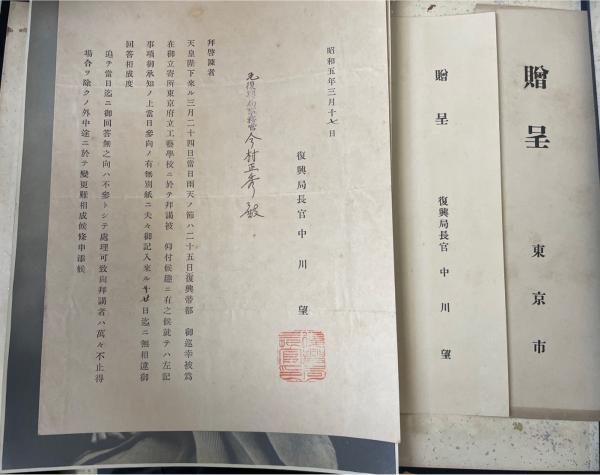 贈呈
東京市
贈呈
復興局長官 中川望
昭和五年三月十七日
復興局長官 中川望
今村正秀殿
拜啓陳者
天皇陛下來ル三月二十四日當日雨天ノ節ハ二十五日復興帝都 御巡幸被爲
在御立寄所東京府立工藝學校ニ於テ拜謁被 仰付候趣ニ有之候就テハ左記
事項御承知ノ上當日參向ノ有無別紙ニ夫々御記入來ル 廿日迄ニ無相違御
回答相成度
追テ當日迄ニ御回答無之向ハ不參トシテ處理可致尚拜謁者ハ萬々不止得
場合ヲ除クノ外中途ニ於テ變更難相成候條申添候